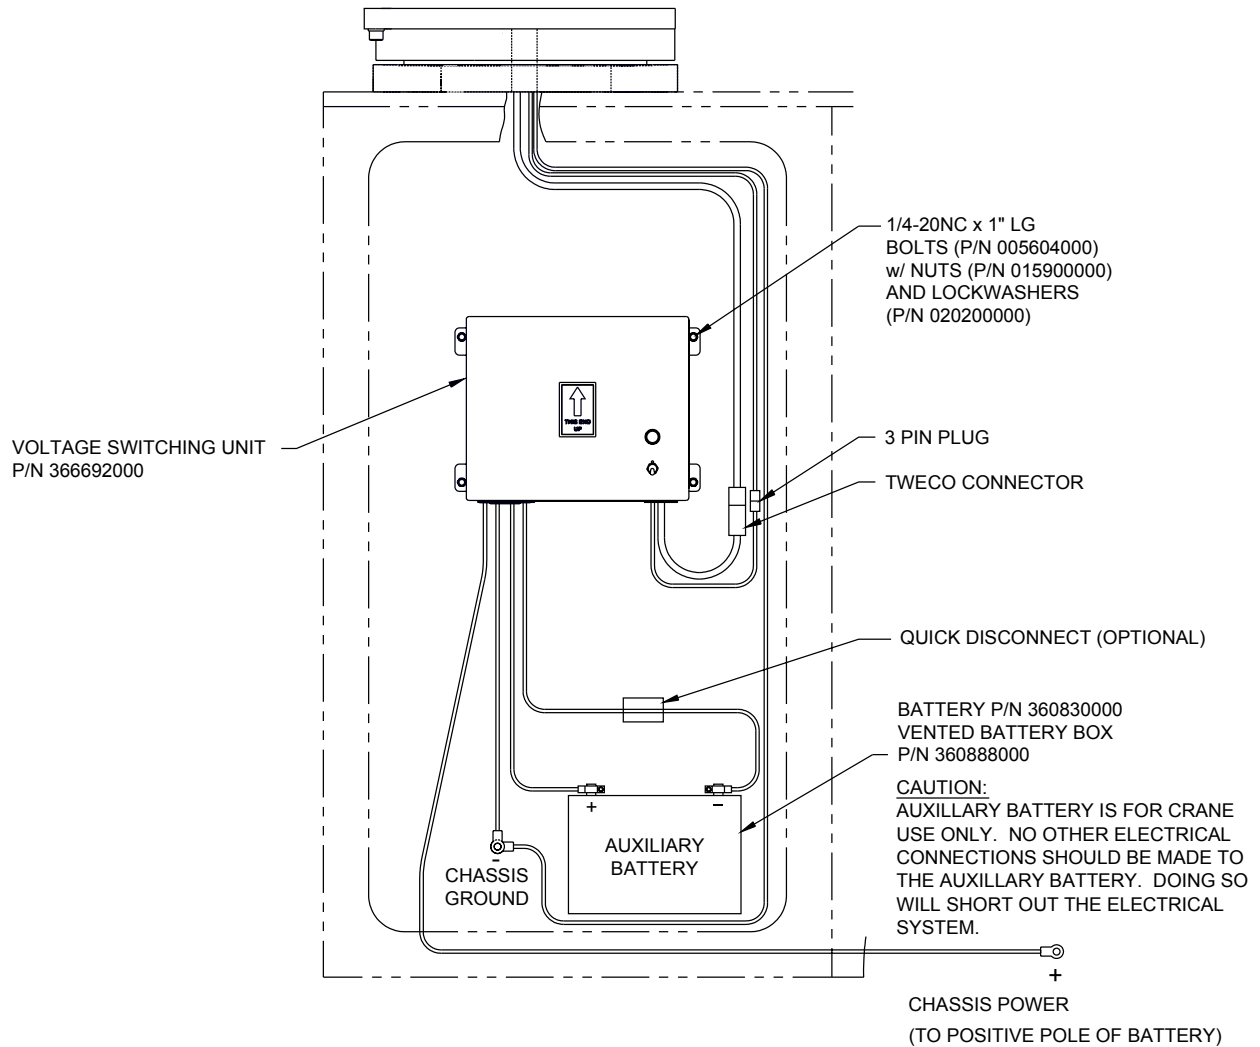 1/4-20NC x 1" LG
BOLTS (P/N 005604000)
w/ NUTS (P/N 015900000)
AND LOCKWASHERS
(P/N 020200000)
THIS END
UP
VOLTAGE SWITCHING UNIT
P/N 366692000
3 PIN PLUG
TWECO CONNECTOR
QUICK DISCONNECT (OPTIONAL)
BATTERY P/N 360830000
VENTED BATTERY BOX
P/N 360888000
CAUTION:
AUXILLARY BATTERY IS FOR CRANE
USE ONLY. NO OTHER ELECTRICAL
CONNECTIONS SHOULD BE MADE TO
THE AUXILLARY BATTERY. DOING SO
WILL SHORT OUT THE ELECTRICAL
SYSTEM.
+ −
AUXILIARY
BATTERY
-
CHASSIS
GROUND
+
CHASSIS POWER
(TO POSITIVE POLE OF BATTERY)